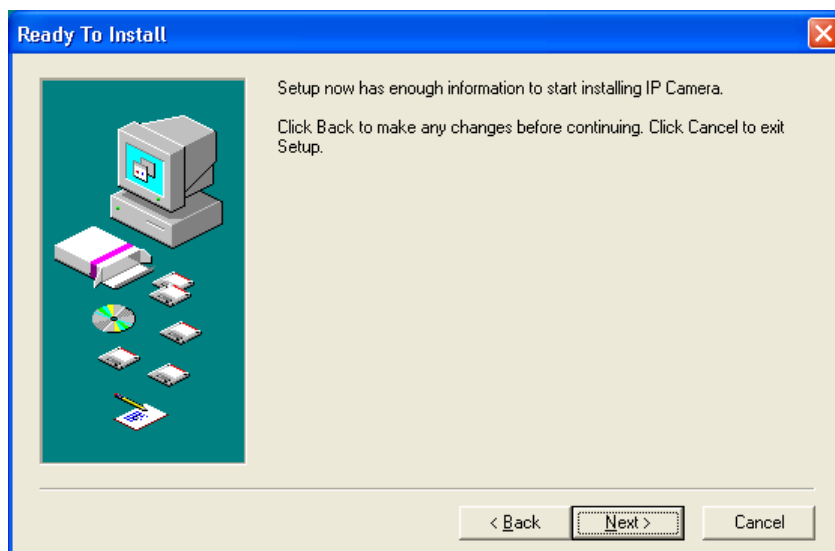 Ready To Install
Setup now has enough information to start installing IP Camera.
Click Back to make any changes before continuing. Click Cancel to exit
Setup.
< Back
Next >
Cancel